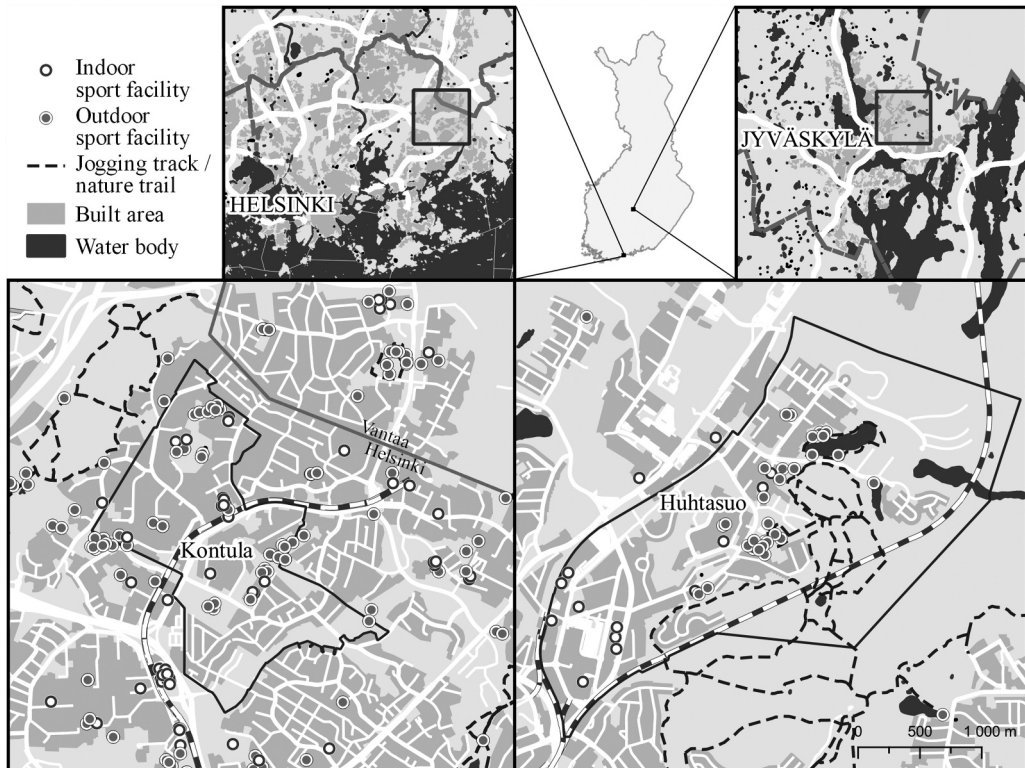 Indoor
sport facility
Outdoor
sport facility
Jogging track /
nature trail
Built area
Water body
HELSINKI
JYVÄSKYLÄ
Vantaa
Helsinki
Kontula
Huhtasuo
0 500 1 000 m